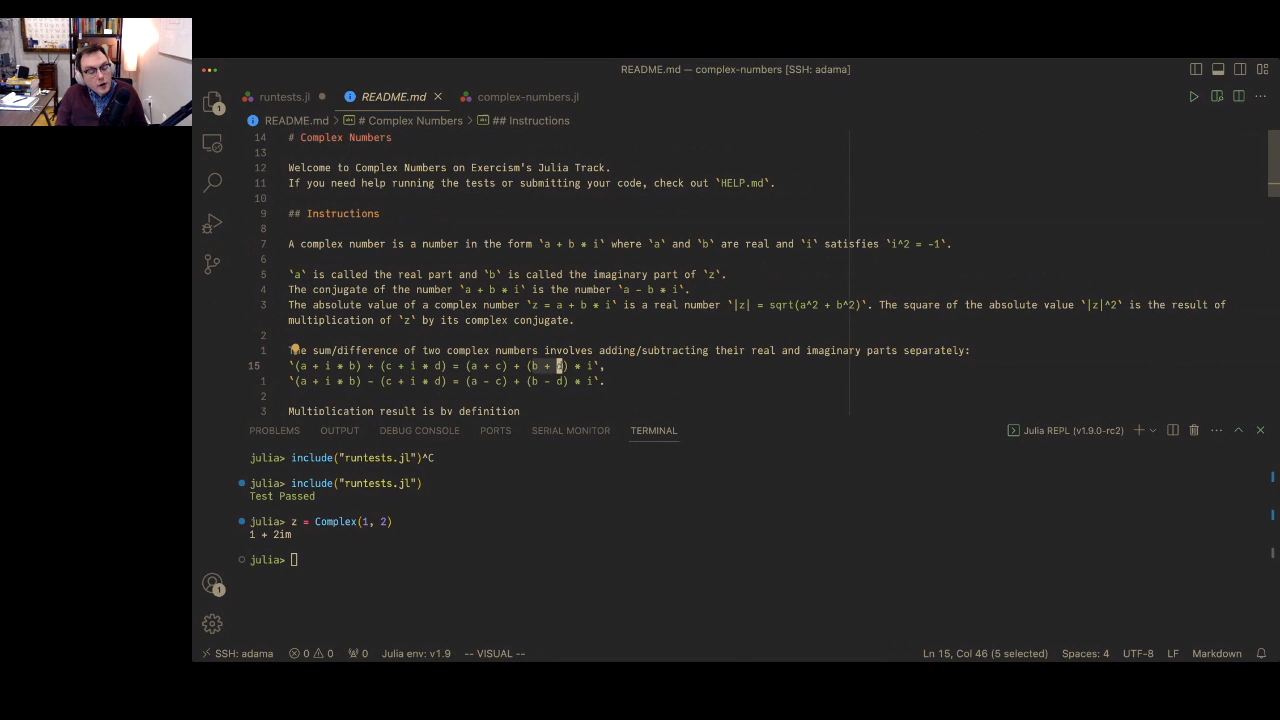 README.md — complex-numbers [SSH: adama]
runtests.jl README.md complex-numbers.jl
README.md > # Complex Numbers > ## Instructions
14 # Complex Numbers
13
12 Welcome to Complex Numbers on Exercism's Julia Track.
11 If you need help running the tests or submitting your code, check out `HELP.md`.
10
9 ## Instructions
8
7 A complex number is a number in the form `a + b * i` where `a` and `b` are real and `i` satisfies `i^2 = -1`.
6
5 `a` is called the real part and `b` is called the imaginary part of `z`.
4 The conjugate of the number `a + b * i` is the number `a - b * i`.
3 The absolute value of a complex number `z = a + b * i` is a real number `|z| = sqrt(a^2 + b^2)`. The square of the absolute value `|z|^2` is the result of
multiplication of `z` by its complex conjugate.
2
1 The sum/difference of two complex numbers involves adding/subtracting their real and imaginary parts separately:
15 `(a + i * b) + (c + i * d) = (a + c) + (b + d) * i`,
1 `(a + i * b) - (c + i * d) = (a - c) + (b - d) * i`.
2
3 Multiplication result is by definition
PROBLEMS OUTPUT DEBUG CONSOLE PORTS SERIAL MONITOR TERMINAL Julia REPL (v1.9.0-rc2)
julia> include("runtests.jl")^C
julia> include("runtests.jl")
Test Passed
julia> z = Complex(1, 2)
1 + 2im
julia>
1
1
SSH: adama 0 0 0 Julia env: v1.9 -- VISUAL -- Ln 15, Col 46 (5 selected) Spaces: 4 UTF-8 LF Markdown